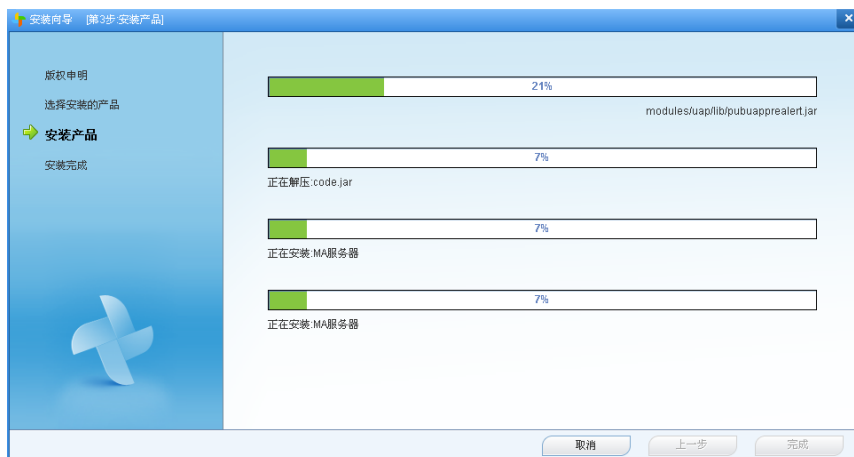 安装向导 [第3步:安装产品]
版权申明
选择安装的产品
安装产品
安装完成
21%
modules/uap/lib/pubuapprealert.jar
7%
正在解压:code.jar
7%
正在安装:MA服务器
7%
正在安装:MA服务器
取消
上一步
完成